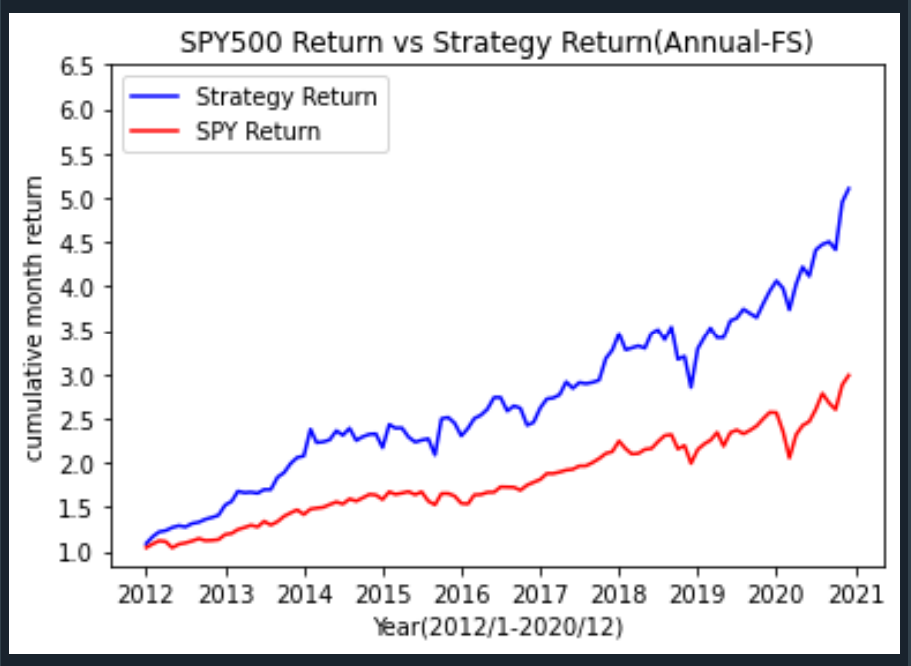 SPY500 Return vs Strategy Return(Annual-FS)
Strategy Return
SPY Return
cumulative month return
6.5
6.0
5.5
5.0
4.5
4.0
3.5
3.0
2.5
2.0
1.5
1.0
2012 2013 2014 2015 2016 2017 2018 2019 2020 2021
Year(2012/1-2020/12)